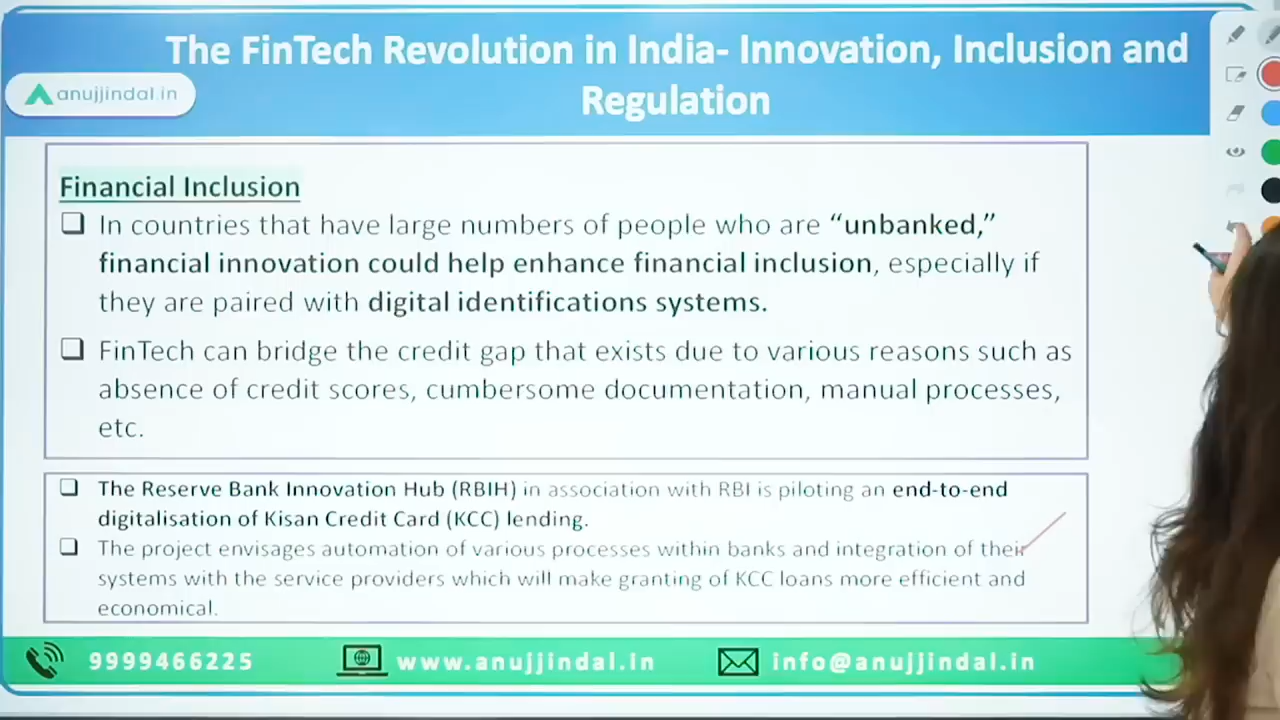 The FinTech Revolution in India- Innovation, Inclusion and
Regulation
anujjindal.in
Financial Inclusion
❑ In countries that have large numbers of people who are “unbanked,”
financial innovation could help enhance financial inclusion, especially if
they are paired with digital identifications systems.
❑ FinTech can bridge the credit gap that exists due to various reasons such as
absence of credit scores, cumbersome documentation, manual processes,
etc.
❑ The Reserve Bank Innovation Hub (RBIH) in association with RBI is piloting an end-to-end
digitalisation of Kisan Credit Card (KCC) lending.
❑ The project envisages automation of various processes within banks and integration of their
systems with the service providers which will make granting of KCC loans more efficient and
economical.
9999466225 www.anujjindal.in info@anujjindal.in